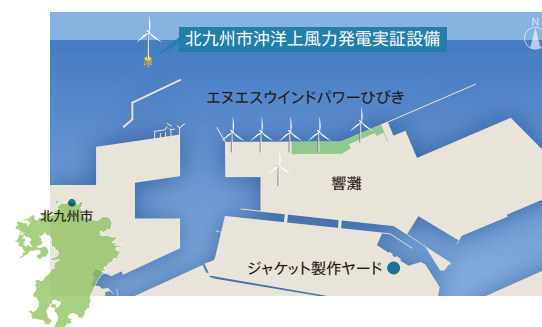 N
北九州市沖洋上風力発電実証設備
エヌエスウインドパワーひびき
響灘
北九州市
ジャケット製作ヤード